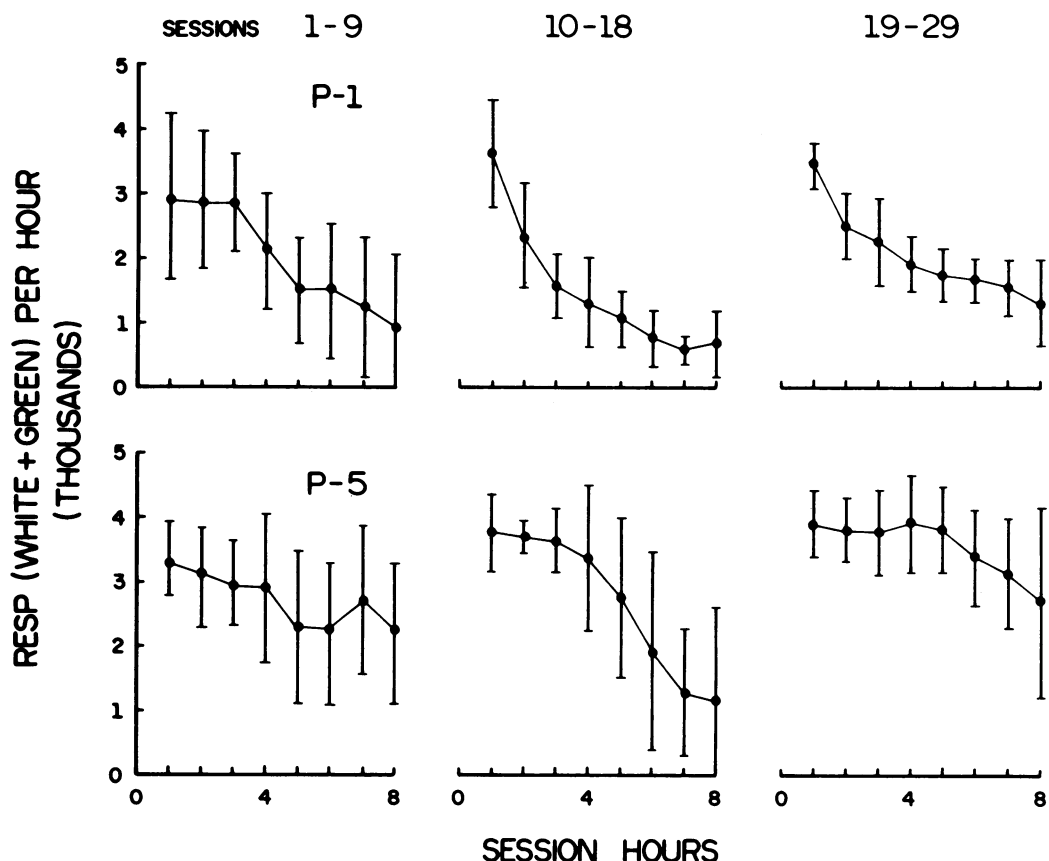 SESSIONS 1-9 10-18 19-29
RESP (WHITE + GREEN) PER HOUR
(THOUSANDS)
5
P-1
4
3
2
1
0
5
P-5
4
3
2
1
0
0 4 8 0 4 8 0 4 8
SESSION HOURS